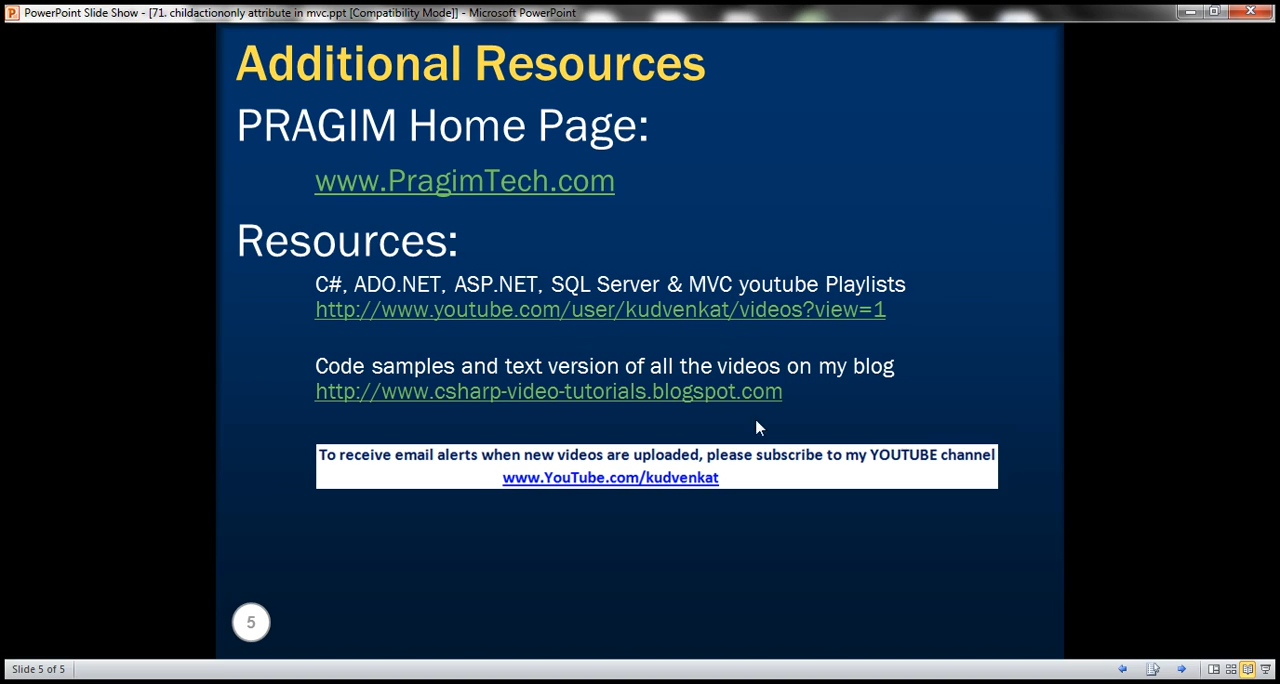 PowerPoint Slide Show - [71. childactiononly attribute in mvc.ppt [Compatibility Mode]] - Microsoft PowerPoint
Additional Resources
PRAGIM Home Page:
www.PragimTech.com
Resources:
C#, ADO.NET, ASP.NET, SQL Server & MVC youtube Playlists
http://www.youtube.com/user/kudvenkat/videos?view=1
Code samples and text version of all the videos on my blog
http://www.csharp-video-tutorials.blogspot.com
To receive email alerts when new videos are uploaded, please subscribe to my YOUTUBE channel
www.YouTube.com/kudvenkat
5
Slide 5 of 5